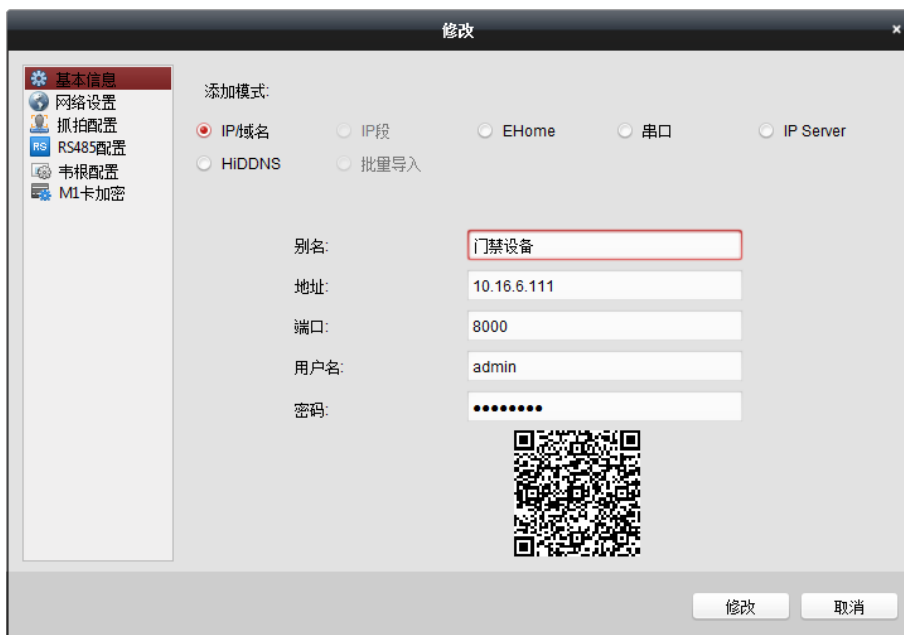 修改
×
基本信息
网络设置
抓拍配置
RS RS485配置
韦根配置
M1卡加密
添加模式:
IP/域名 IP段 EHome 串口 IP Server
HiDDNS 批量导入
别名: 门禁设备
地址: 10.16.6.111
端口: 8000
用户名: admin
密码: ●●●●●●●●
修改 取消